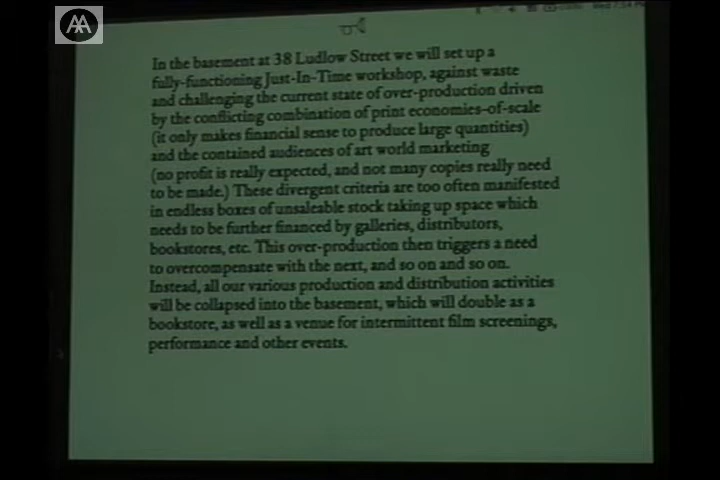 AA
Wed 7:54 PM
In the basement at 38 Ludlow Street we will set up a
fully-functioning Just-In-Time workshop, against waste
and challenging the current state of over-production driven
by the conflicting combination of print economies-of-scale
(it only makes financial sense to produce large quantities)
and the contained audiences of art world marketing
(no profit is really expected, and not many copies really need
to be made.) These divergent criteria are too often manifested
in endless boxes of unsaleable stock taking up space which
needs to be further financed by galleries, distributors,
bookstores, etc. This over-production then triggers a need
to overcompensate with the next, and so on and so on.
Instead, all our various production and distribution activities
will be collapsed into the basement, which will double as a
bookstore, as well as a venue for intermittent film screenings,
performance and other events.